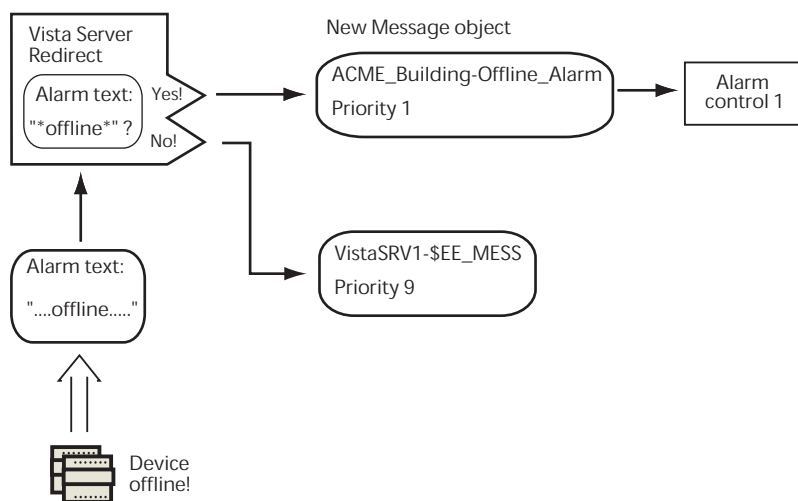 Vista Server
Redirect
Alarm text:
"*offline*" ?
Yes!
No!
New Message object
ACME_Building-Offline_Alarm
Priority 1
Alarm
control 1
VistaSRV1-$EE_MESS
Priority 9
Alarm text:
"....offline....."
Device
offline!